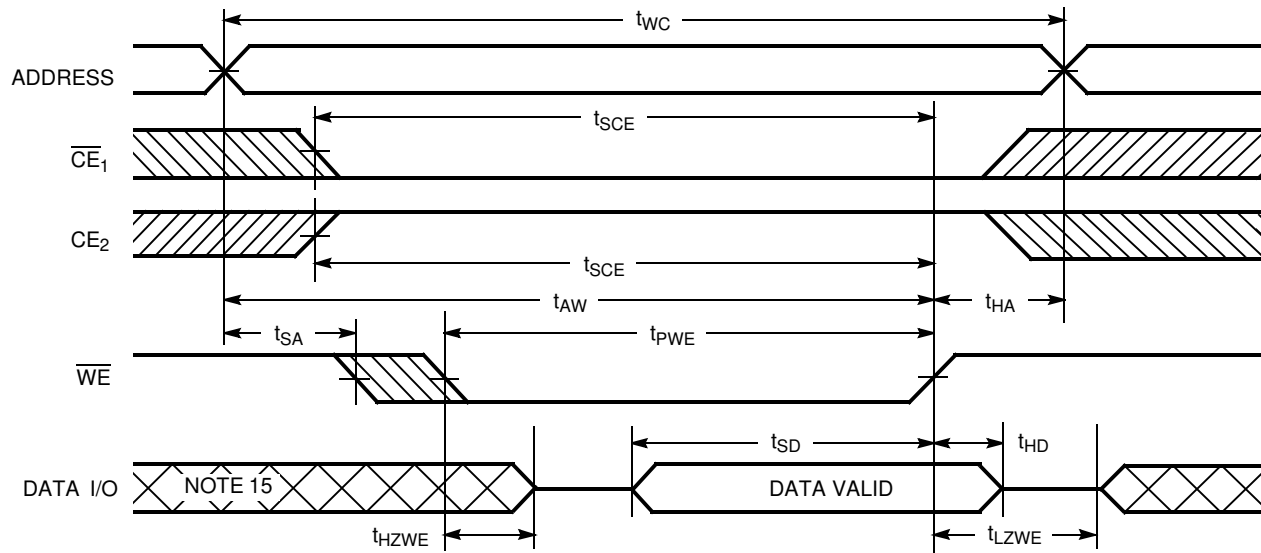 tWC
ADDRESS
tSCE
CE1
CE2
tSCE
tAW
tHA
tSA
tPWE
WE
tSD
tHD
DATA I/O
NOTE 15
DATA VALID
tHZWE
tLZWE